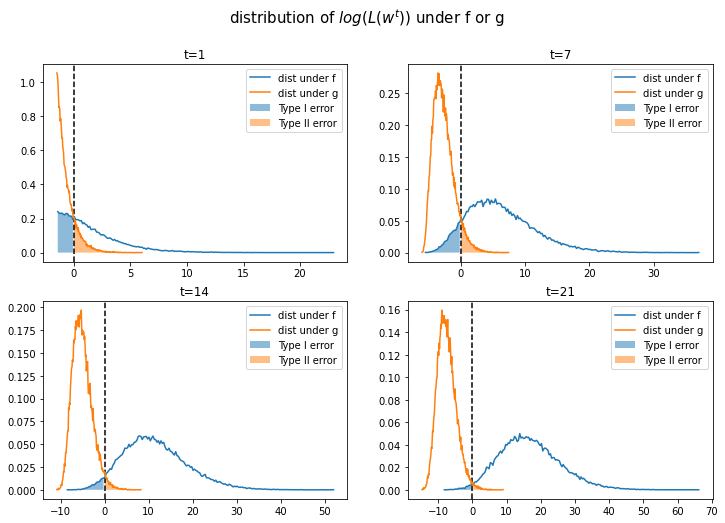 distribution of log(L(w^t)) under f or g
t=1
1.0
0.8
0.6
0.4
0.2
0.0
0
5
10
15
20
dist under f
dist under g
Type I error
Type II error
t=7
0.25
0.20
0.15
0.10
0.05
0.00
0
10
20
30
dist under f
dist under g
Type I error
Type II error
t=14
0.200
0.175
0.150
0.125
0.100
0.075
0.050
0.025
0.000
−10
0
10
20
30
40
50
dist under f
dist under g
Type I error
Type II error
t=21
0.16
0.14
0.12
0.10
0.08
0.06
0.04
0.02
0.00
−10
0
10
20
30
40
50
60
70
dist under f
dist under g
Type I error
Type II error